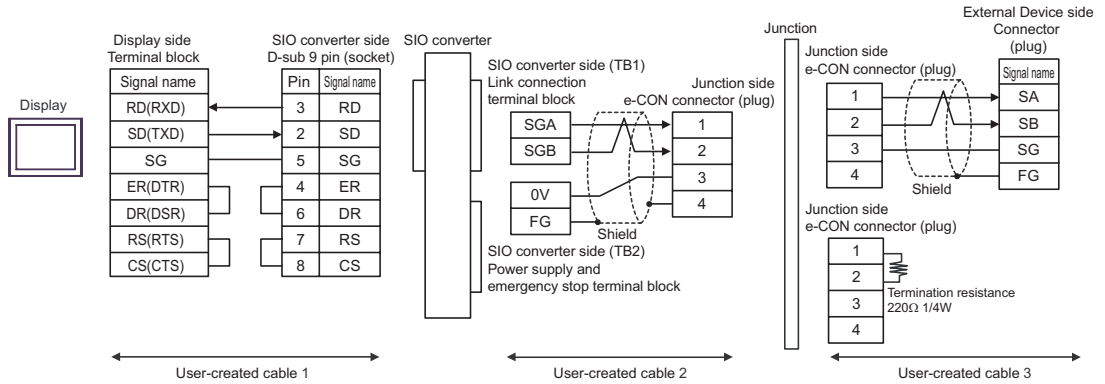 Display
Display side
Terminal block
Signal name
RD(RXD)
SD(TXD)
SG
ER(DTR)
DR(DSR)
RS(RTS)
CS(CTS)
SIO converter side
D-sub 9 pin (socket)
Pin Signal name
3 RD
2 SD
5 SG
4 ER
6 DR
7 RS
8 CS
User-created cable 1
SIO converter
SIO converter side (TB1)
Link connection
terminal block
SGA
SGB
0V
FG
Shield
SIO converter side (TB2)
Power supply and
emergency stop terminal block
Junction side
e-CON connector (plug)
1
2
3
4
User-created cable 2
Junction
Junction side
e-CON connector (plug)
1
2
3
4
Shield
External Device side
Connector
(plug)
Signal name
SA
SB
SG
FG
Junction side
e-CON connector (plug)
1
2
3
4
Termination resistance
220Ω 1/4W
User-created cable 3